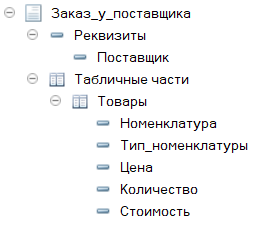 Заказ_у_поставщика
Реквизиты
Поставщик
Табличные части
Товары
Номенклатура
Тип_номенклатуры
Цена
Количество
Стоимость